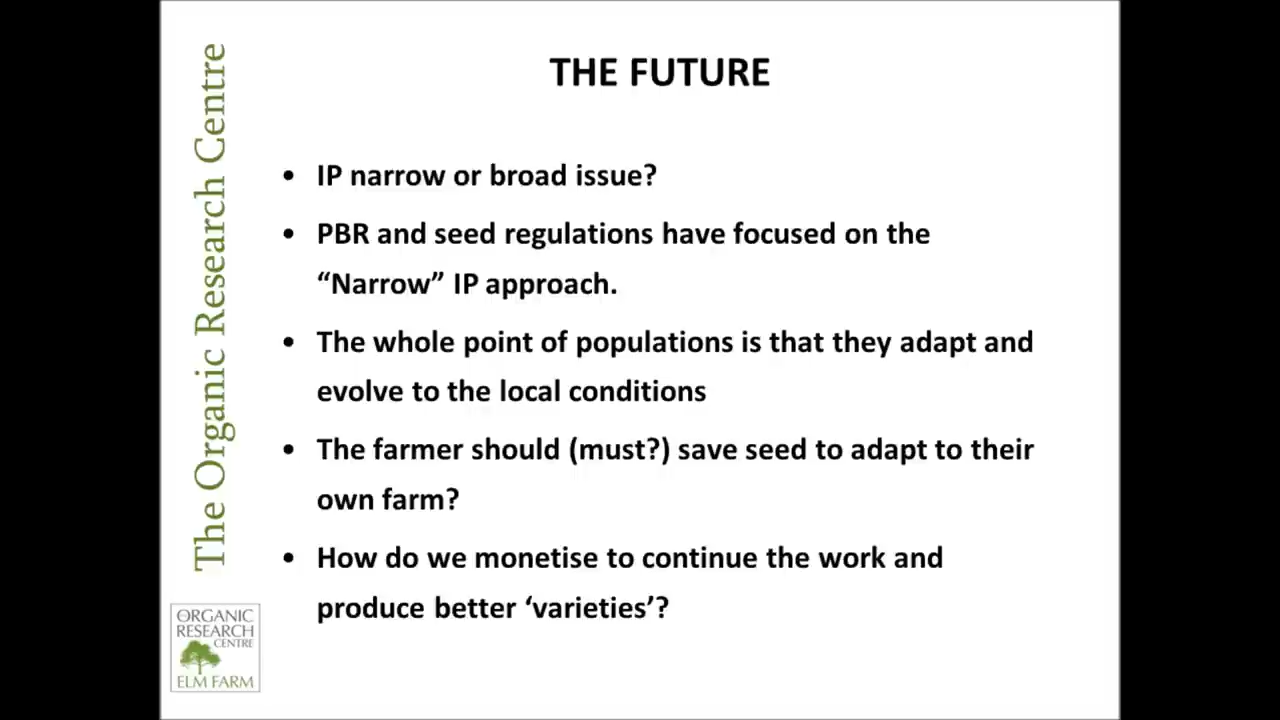 THE FUTURE
• IP narrow or broad issue?
• PBR and seed regulations have focused on the
“Narrow” IP approach.
• The whole point of populations is that they adapt and
evolve to the local conditions
• The farmer should (must?) save seed to adapt to their
own farm?
• How do we monetise to continue the work and
produce better ‘varieties’?
The Organic Research Centre
THE
ORGANIC
RESEARCH
CENTRE
ELM FARM